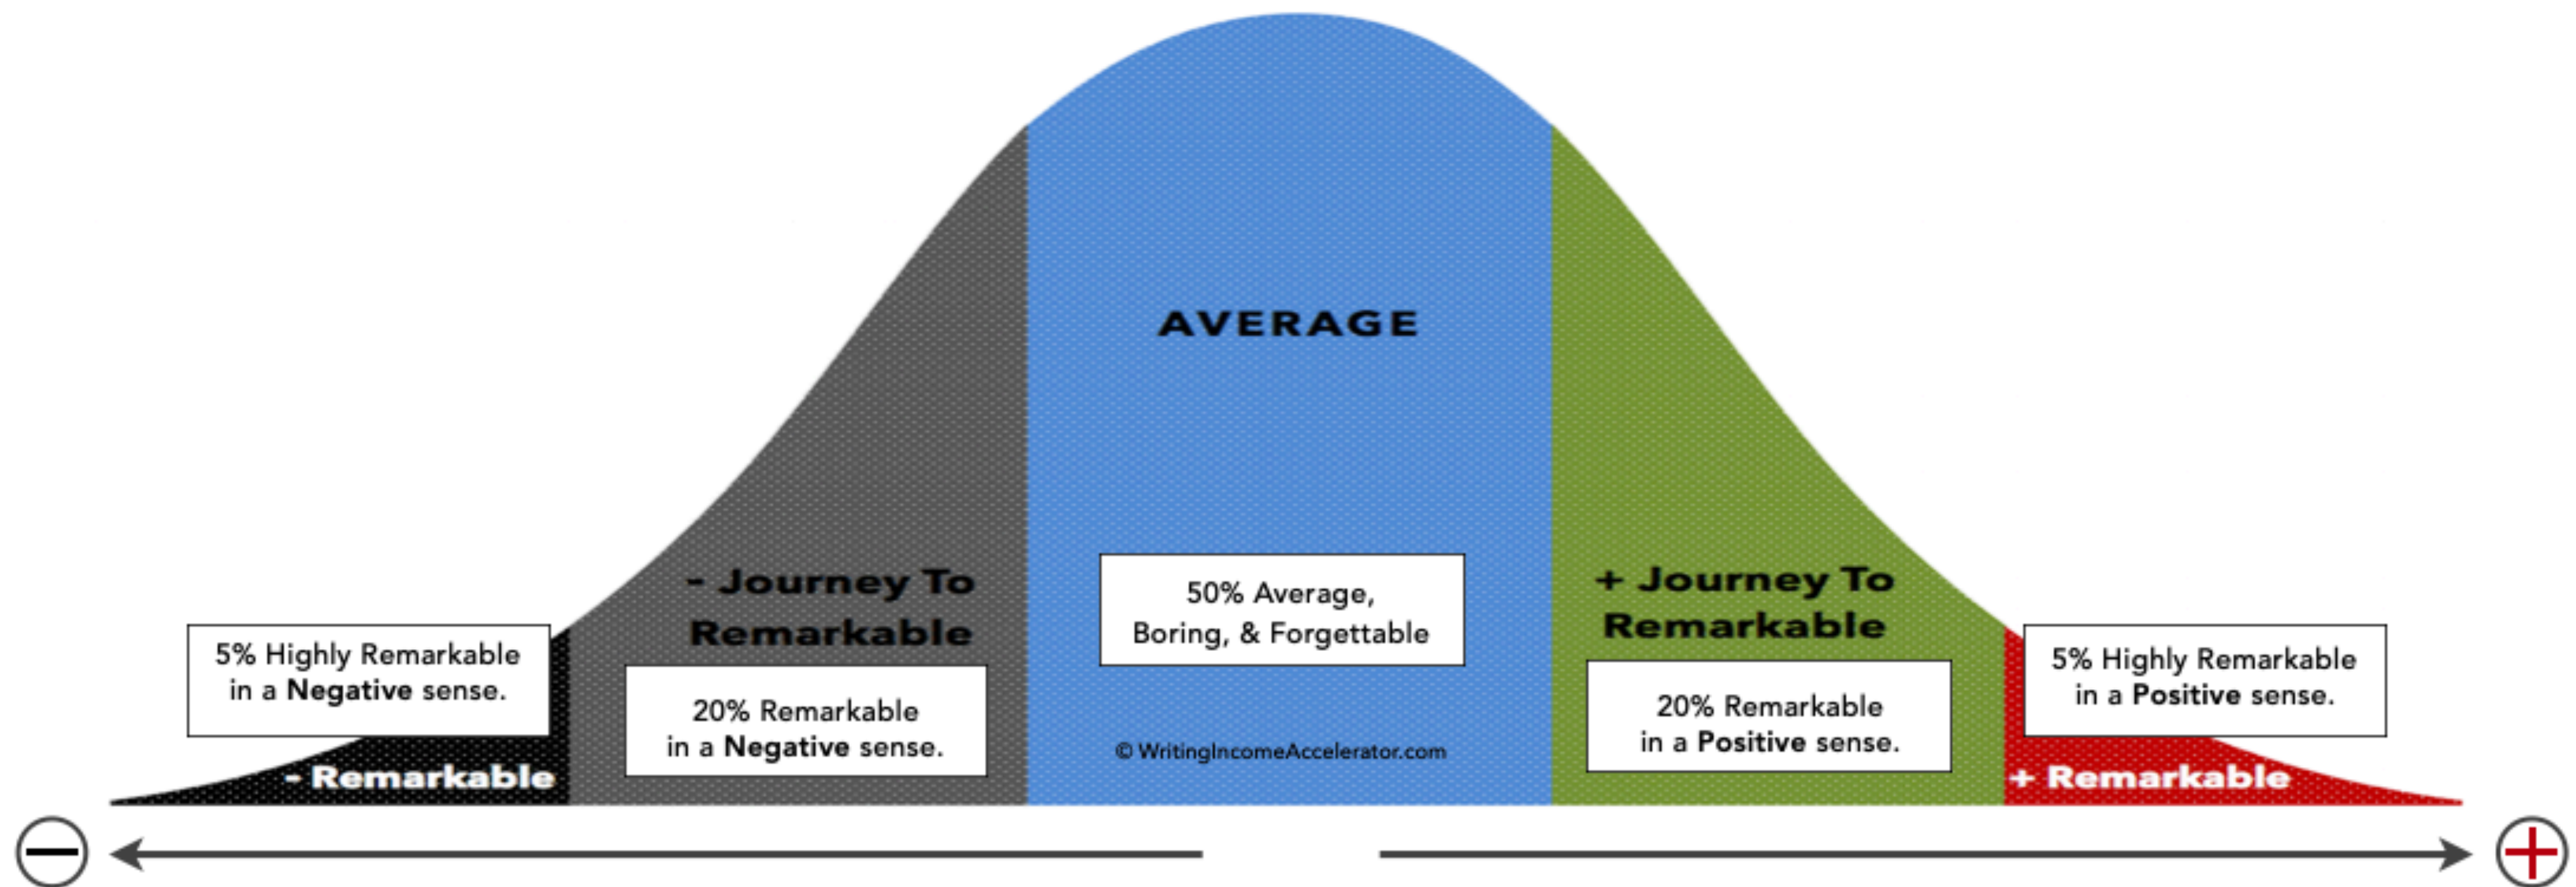 AVERAGE
- Journey To
Remarkable
50% Average,
Boring, & Forgettable
+ Journey To
Remarkable
5% Highly Remarkable
in a Negative sense.
20% Remarkable
in a Negative sense.
20% Remarkable
in a Positive sense.
5% Highly Remarkable
in a Positive sense.
© WritingIncomeAccelerator.com
- Remarkable
+ Remarkable